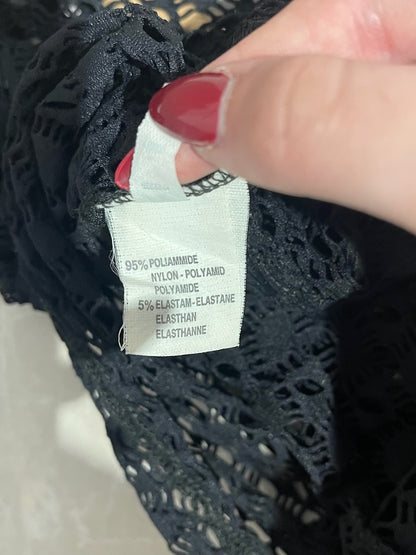 95% POLIAMMIDE
NYLON - POLYAMID
POLYAMIDE
5% ELASTAM - ELASTANE
ELASTHAN
ELASTHANNE